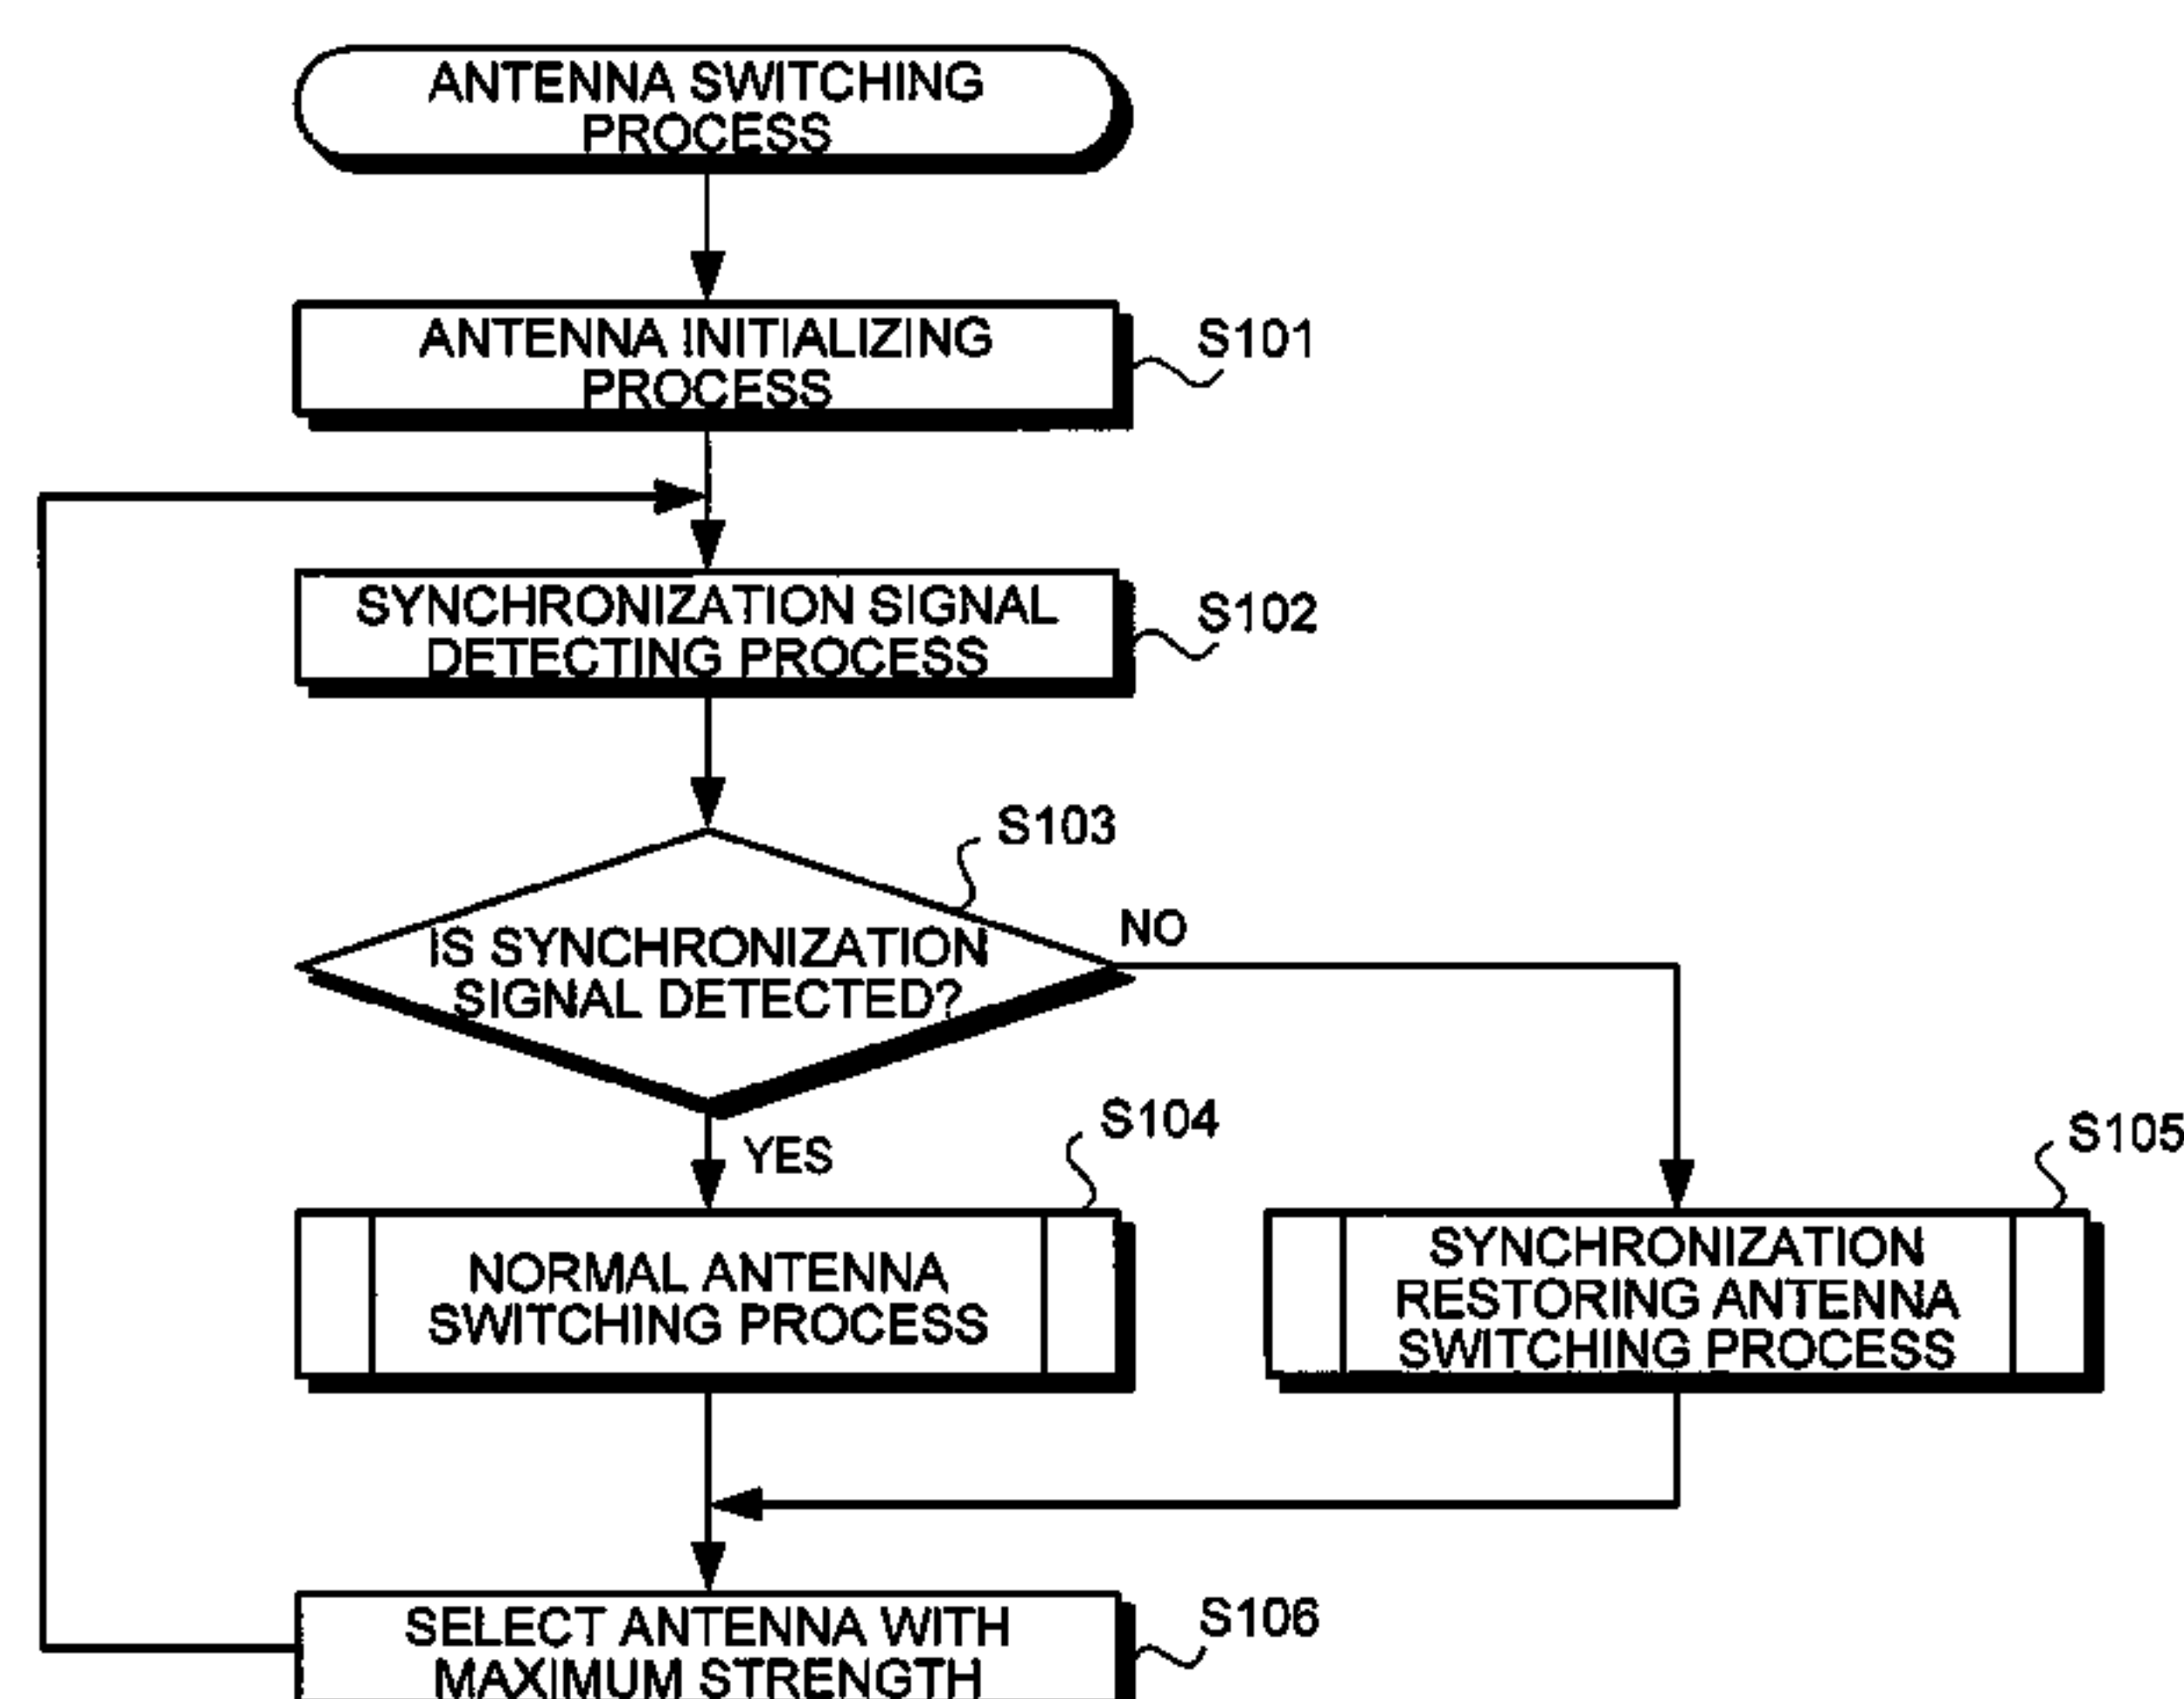 ANTENNA SWITCHING
PROCESS
ANTENNA INITIALIZING
PROCESS
S101
SYNCHRONIZATION SIGNAL
DETECTING PROCESS
S102
S103
IS SYNCHRONIZATION
SIGNAL DETECTED?
NO
YES
S104
NORMAL ANTENNA
SWITCHING PROCESS
S105
SYNCHRONIZATION
RESTORING ANTENNA
SWITCHING PROCESS
SELECT ANTENNA WITH
MAXIMUM STRENGTH
S106